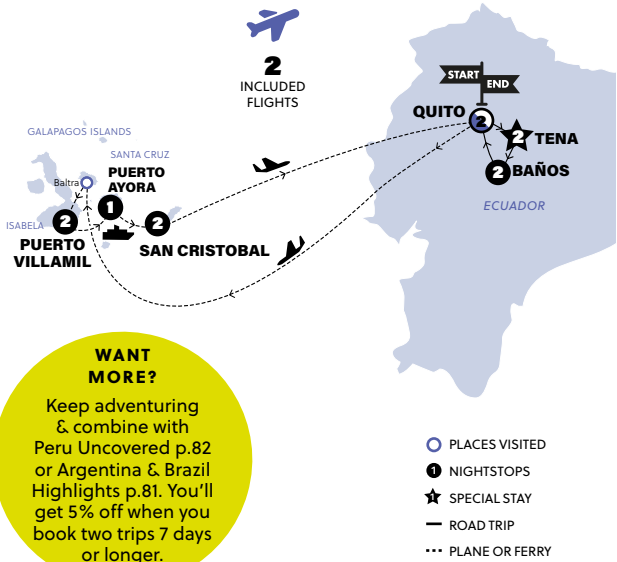 2
INCLUDED
FLIGHTS
START
END
QUITO
2
2
TENA
2
BAÑOS
ECUADOR
GALAPAGOS ISLANDS
SANTA CRUZ
Baltra
PUERTO
AYORA
1
ISABELA
2
PUERTO
VILLAMIL
2
SAN CRISTOBAL
WANT
MORE?
Keep adventuring
& combine with
Peru Uncovered p.82
or Argentina & Brazil
Highlights p.81. You’ll
get 5% off when you
book two trips 7 days
or longer.
PLACES VISITED
1 NIGHTSTOPS
1 SPECIAL STAY
ROAD TRIP
PLANE OR FERRY